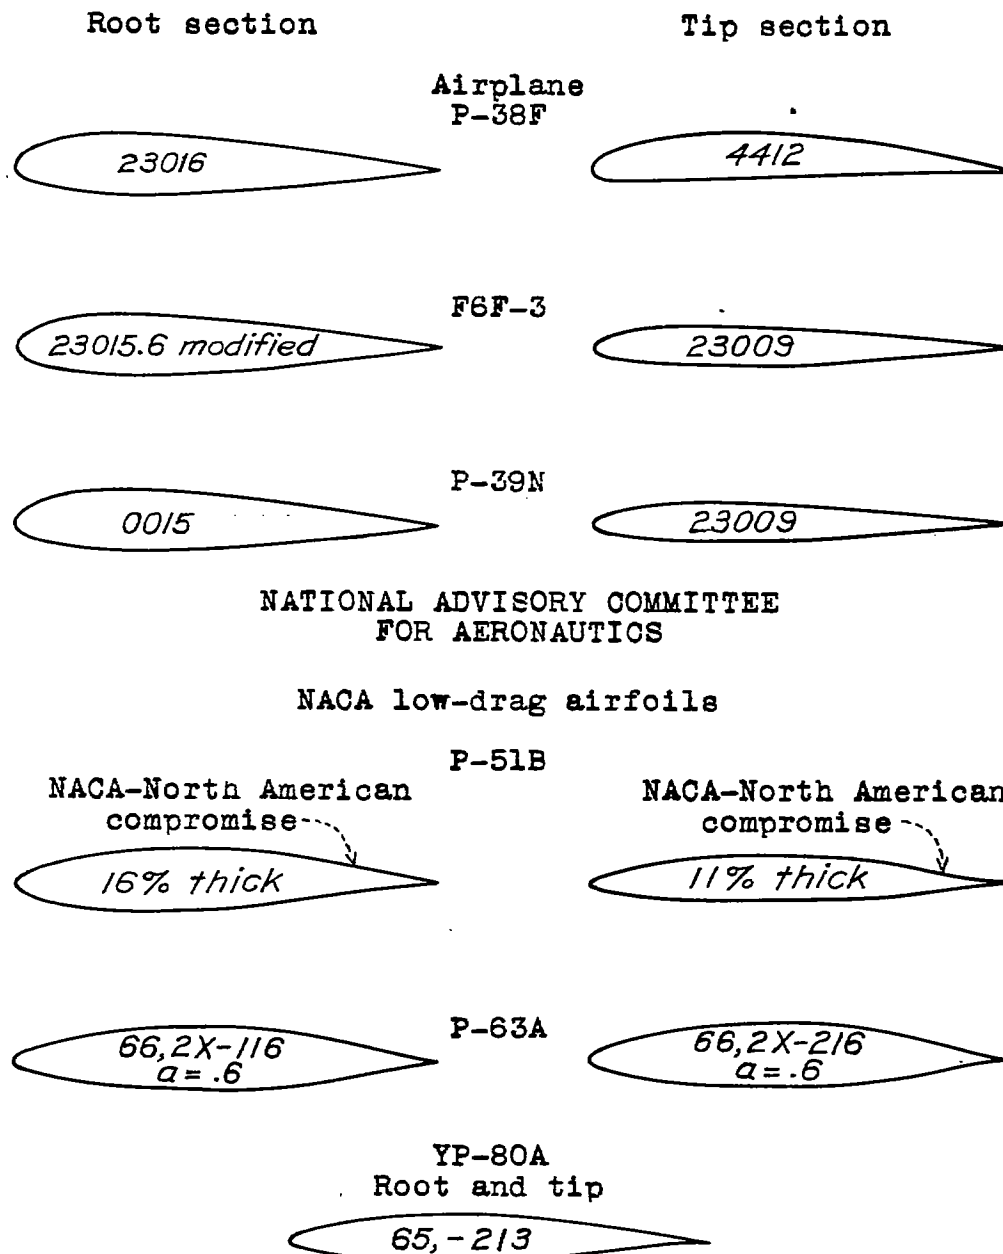 Root section
Tip section
Airplane
P-38F
23016
4412
F6F-3
23015.6 modified
23009
P-39N
0015
23009
NATIONAL ADVISORY COMMITTEE
FOR AERONAUTICS
NACA low-drag airfoils
P-51B
NACA-North American
compromise
NACA-North American
compromise
16% thick
11% thick
P-63A
66,2X-116
a=.6
66,2X-216
a=.6
YP-80A
Root and tip
65,-213